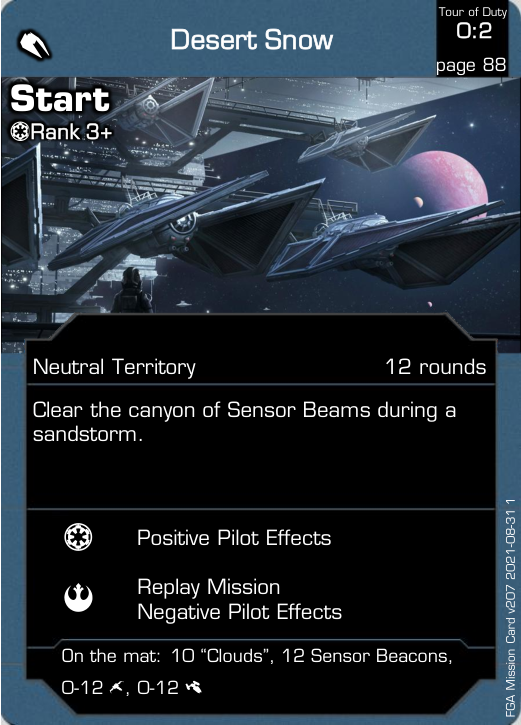 Desert Snow
Tour of Duty
0:2
page 88
Start
Rank 3+
Neutral Territory 12 rounds
Clear the canyon of Sensor Beams during a
sandstorm.
Positive Pilot Effects
Replay Mission
Negative Pilot Effects
On the mat: 10 “Clouds”, 12 Sensor Beacons,
0-12 , 0-12
FGA Mission Card v207 2021-08-31 1